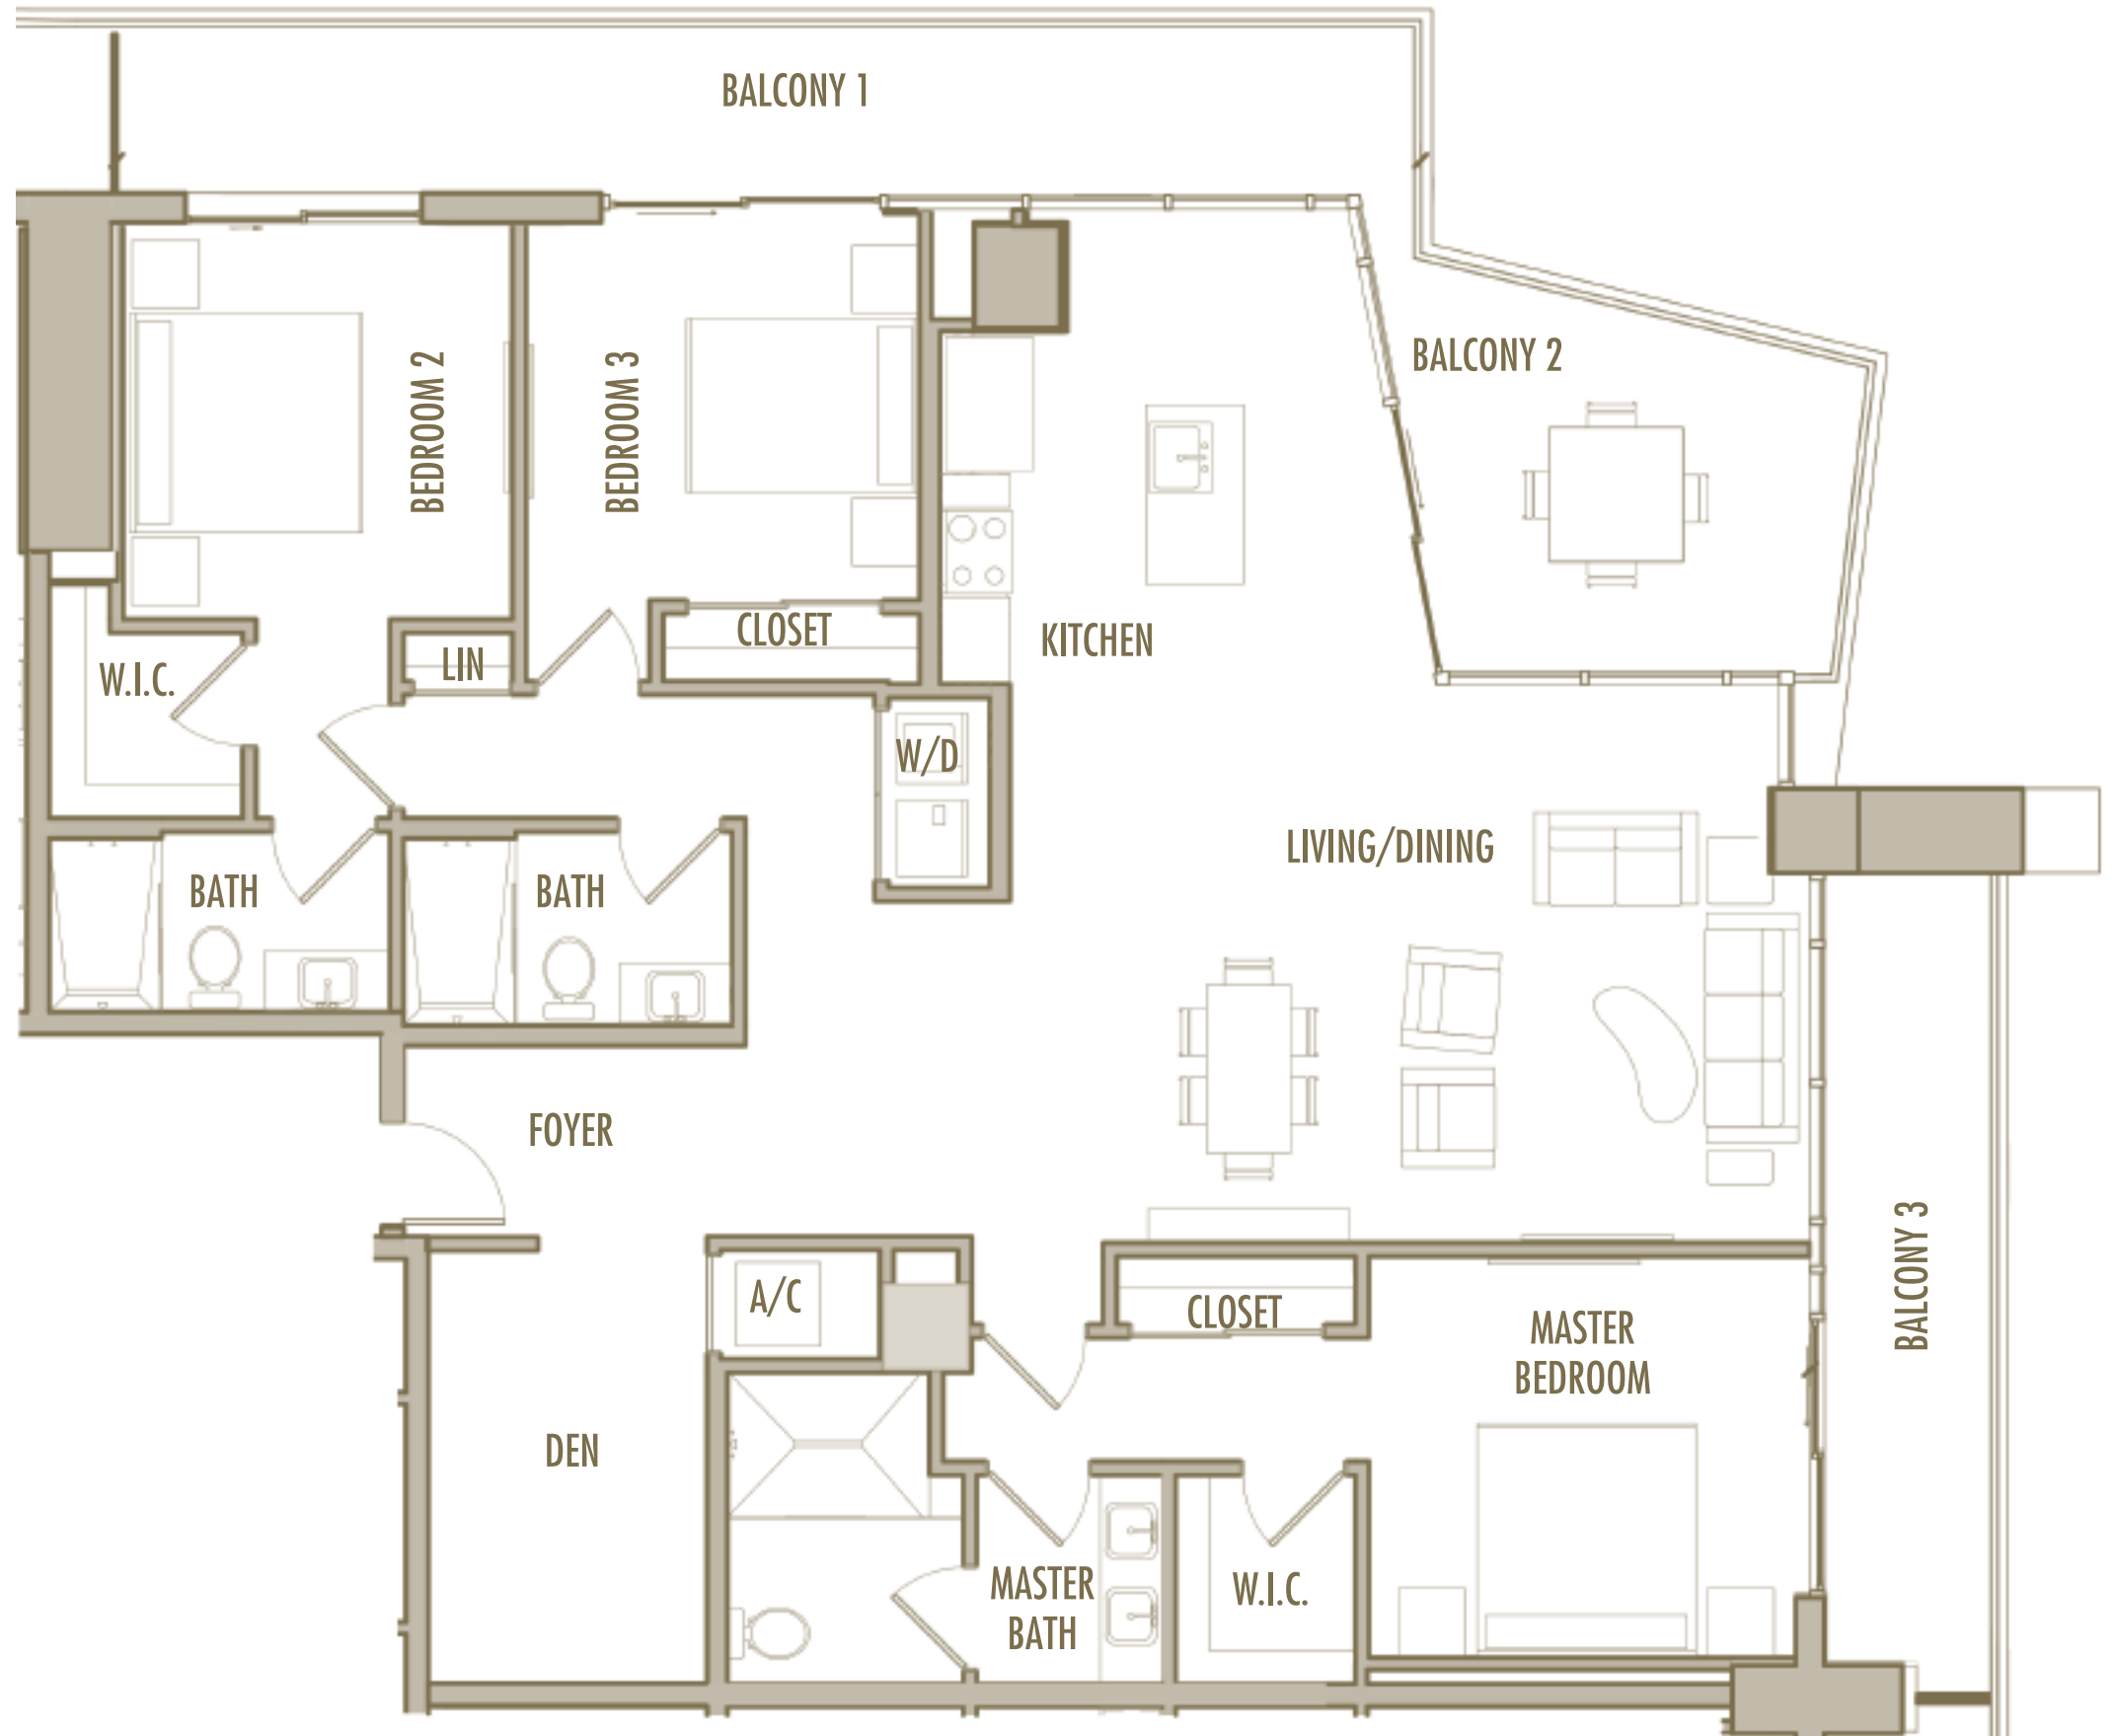 BALCONY 1
BALCONY 2
BEDROOM 2
BEDROOM 3
CLOSET
KITCHEN
LIN
W.I.C.
W/D
LIVING/DINING
BATH
BATH
FOYER
BALCONY 3
A/C
CLOSET
MASTER
BEDROOM
DEN
MASTER
BATH
W.I.C.